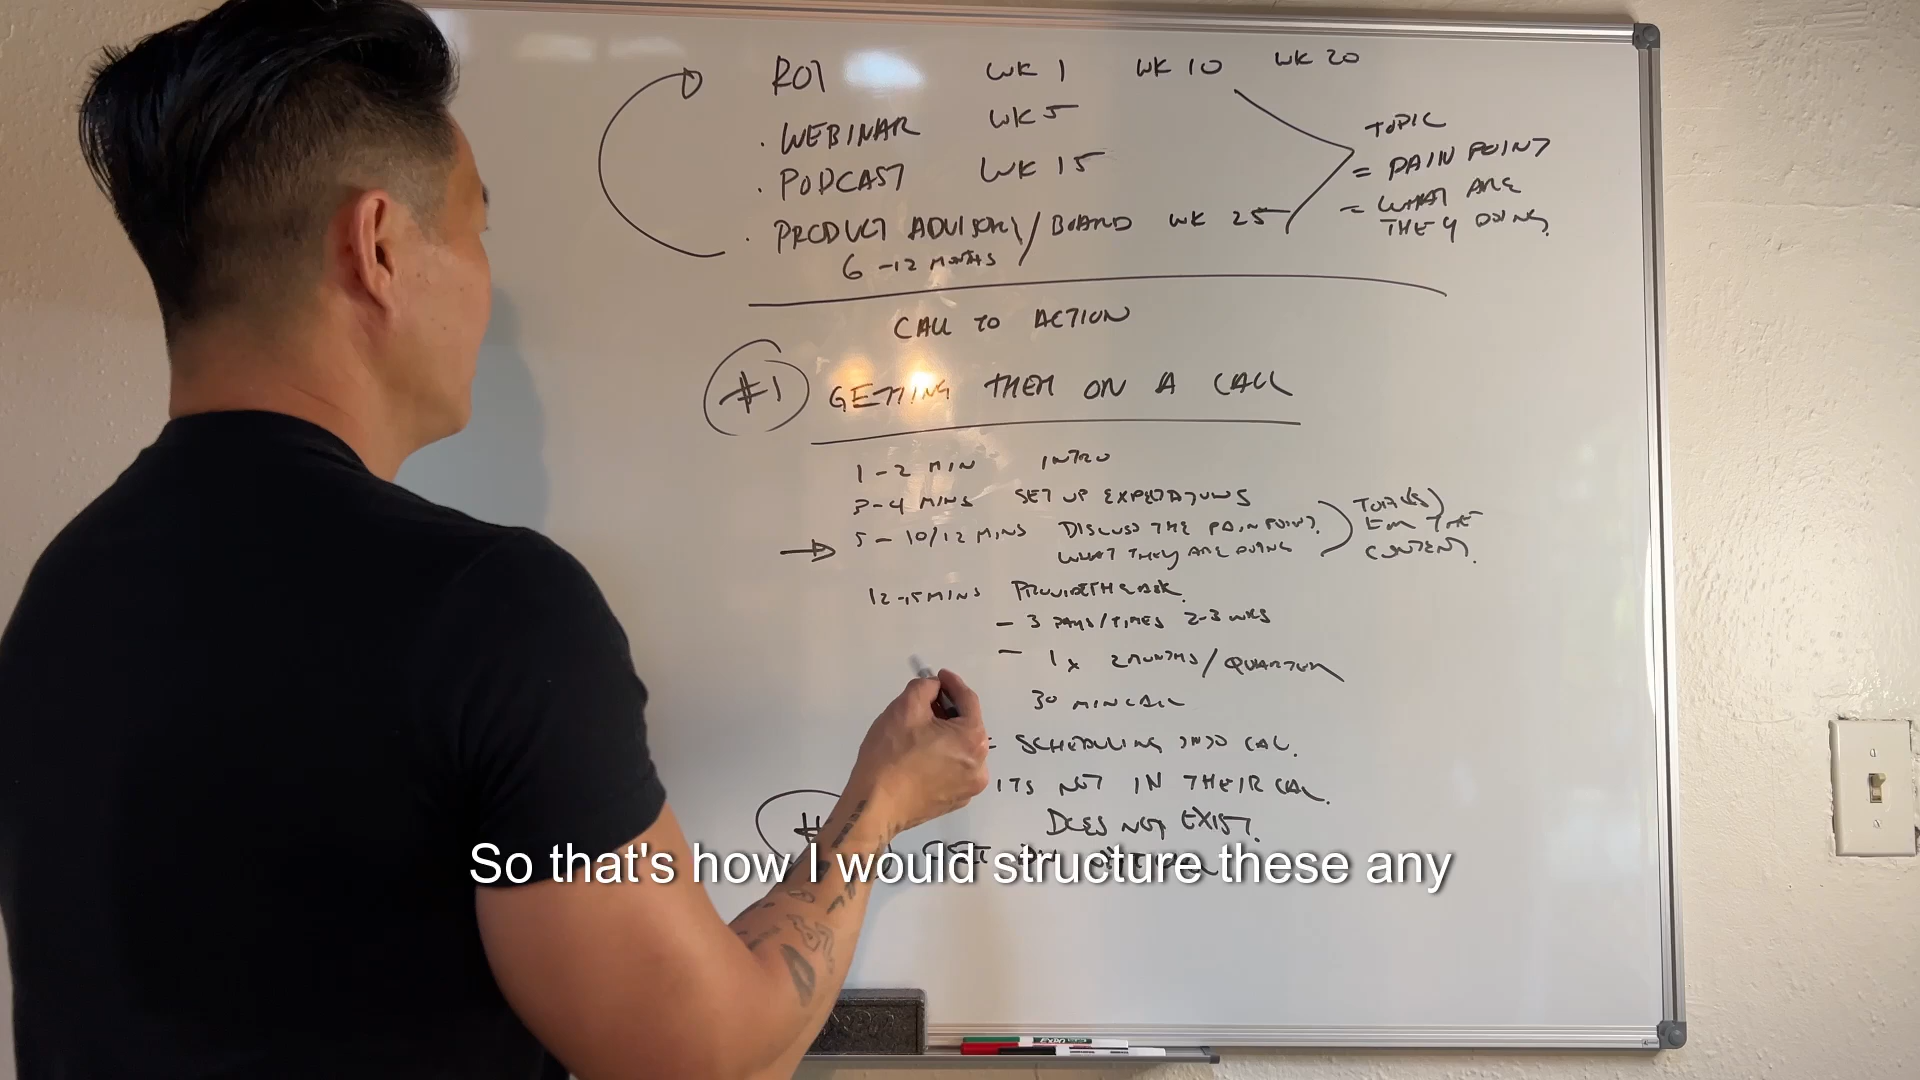 ROI WK 1 WK 10 WK 20
· WEBINAR WK 5
· PODCAST WK 15
· PRODUCT ADVISORY/BOARD WK 25
6-12 MONTHS
TOPIC
= PAIN POINT
= WHAT ARE
THEY DOING
CALL TO ACTION
#1 GETTING THEM ON A CALL
1-2 MIN INTRO
3-4 MINS SET UP EXPECTATIONS
5-10/12 MINS DISCUSS THE PAIN POINT
WHAT THEY ARE DOING
TOPIC(S)
FOR THE
CONTENT
12-15 MINS PROVIDE THE ASK
- 3 DAYS/TIMES 2-3 WKS
- 1x 2 MONTHS/QUARTER
30 MIN CALL
= SCHEDULING INTO CAL.
ITS NOT IN THEIR CAL.
DOES NOT EXIST.
#
So that's how I would structure these any